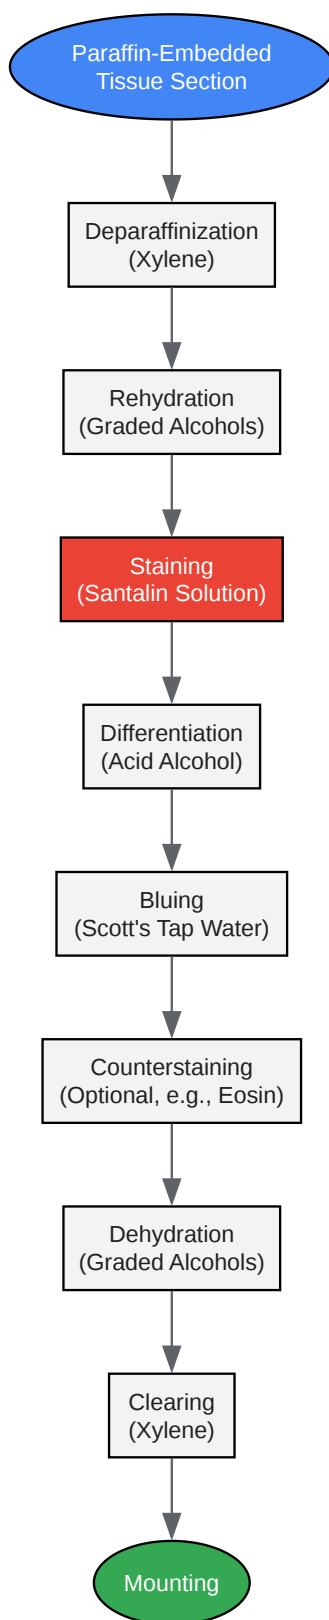 Paraffin-Embedded
Tissue Section
Deparaffinization
(Xylene)
Rehydration
(Graded Alcohols)
Staining
(Santalin Solution)
Differentiation
(Acid Alcohol)
Bluing
(Scott's Tap Water)
Counterstaining
(Optional, e.g., Eosin)
Dehydration
(Graded Alcohols)
Clearing
(Xylene)
Mounting